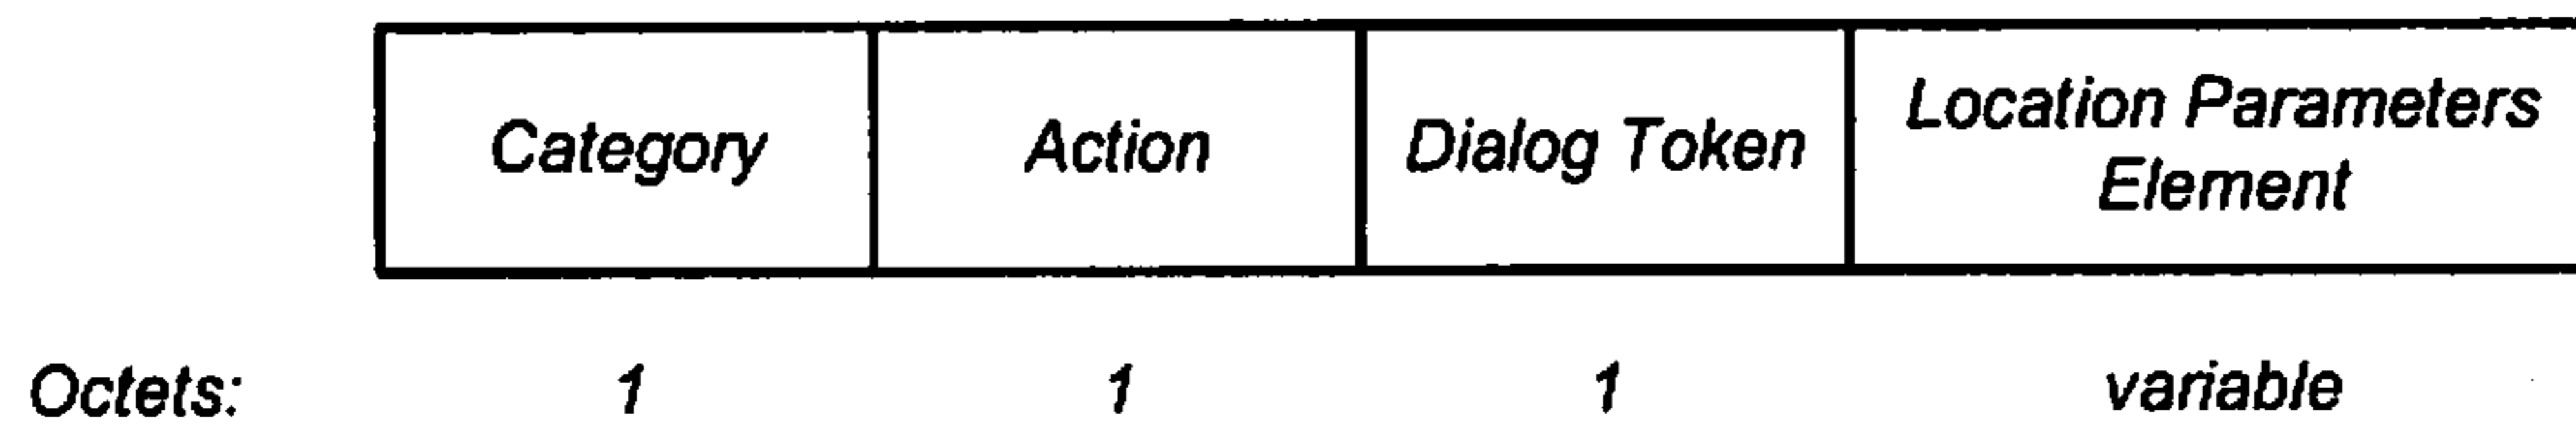 Category Action Dialog Token Location Parameters
Element
Octets: 1 1 1 variable